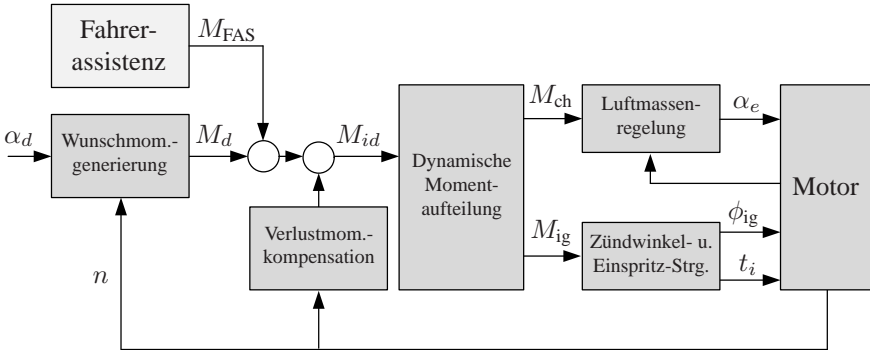 Fahrer-
assistenz
M_FAS
α_d
Wunschmom.-
generierung
M_d
M_id
Dynamische
Moment-
aufteilung
M_ch
Luftmassen-
regelung
α_e
Motor
M_ig
Zündwinkel- u.
Einspritz-Strg.
ϕ_ig
t_i
Verlustmom.-
kompensation
n